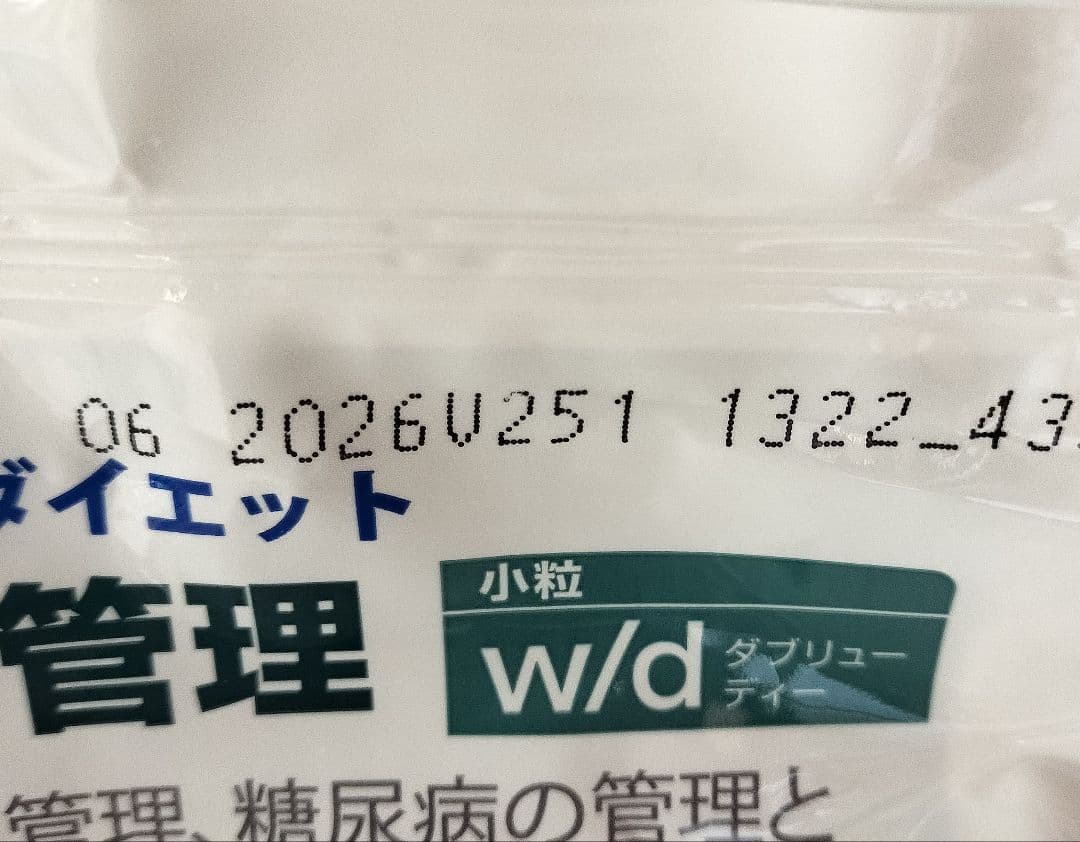 06 2026V251 1322_43
ダイエット
管理
小粒
w/d ダブリュー
ディー
管理、糖尿病の管理と